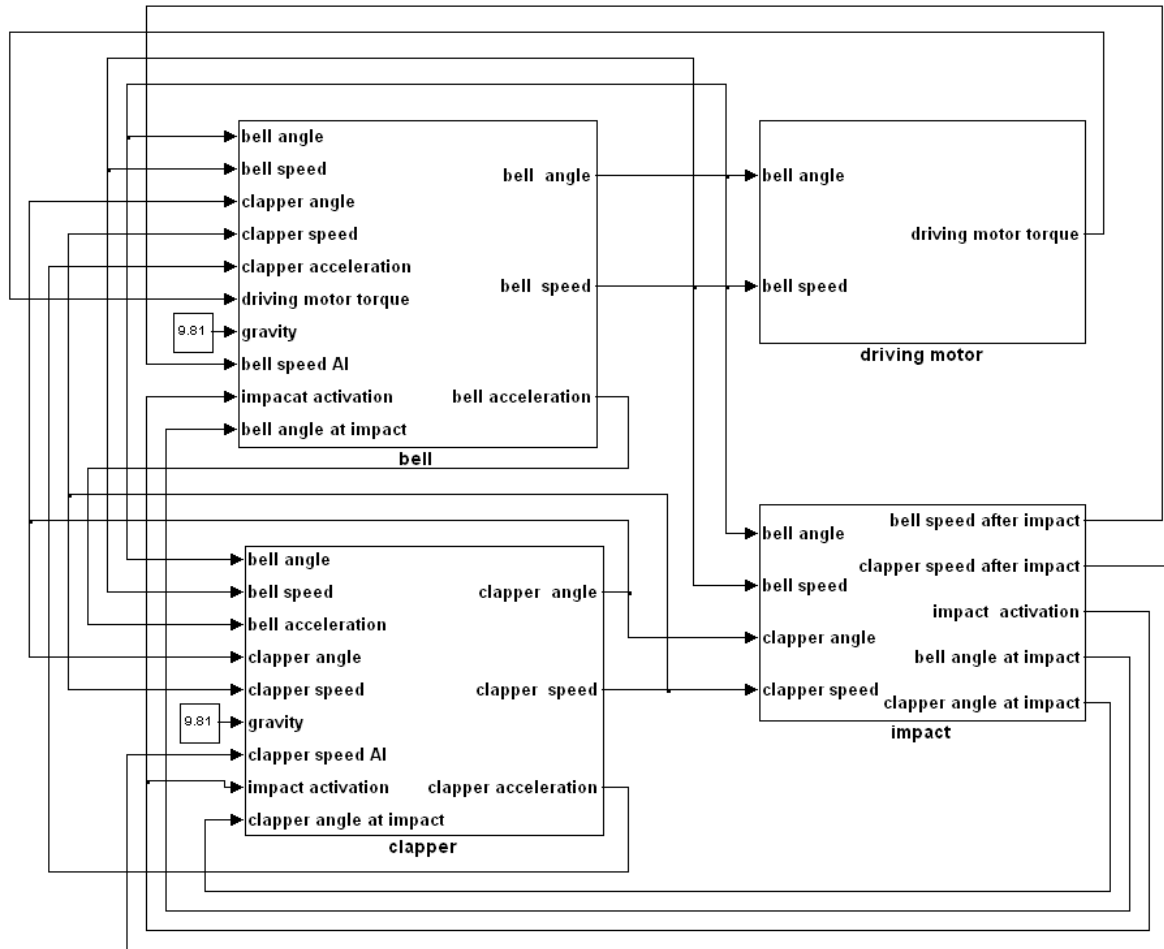 bell angle
bell speed
clapper angle
clapper speed
clapper acceleration
driving motor torque
9.81
gravity
bell speed AI
impacat activation
bell angle at impact
bell angle
bell speed
bell acceleration
bell
bell angle
bell speed
driving motor torque
driving motor
bell angle
bell speed
bell acceleration
clapper angle
clapper speed
9.81
gravity
clapper speed AI
impact activation
clapper angle at impact
clapper angle
clapper speed
clapper acceleration
clapper
bell angle
bell speed
clapper angle
clapper speed
bell speed after impact
clapper speed after impact
impact activation
bell angle at impact
clapper angle at impact
impact